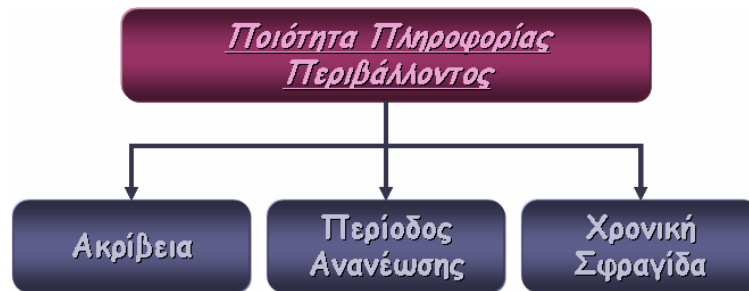 Ποιότητα Πληροφορίας
Περιβάλλοντος
Ακρίβεια
Περίοδος
Ανανέωσης
Χρονική
Σφραγίδα